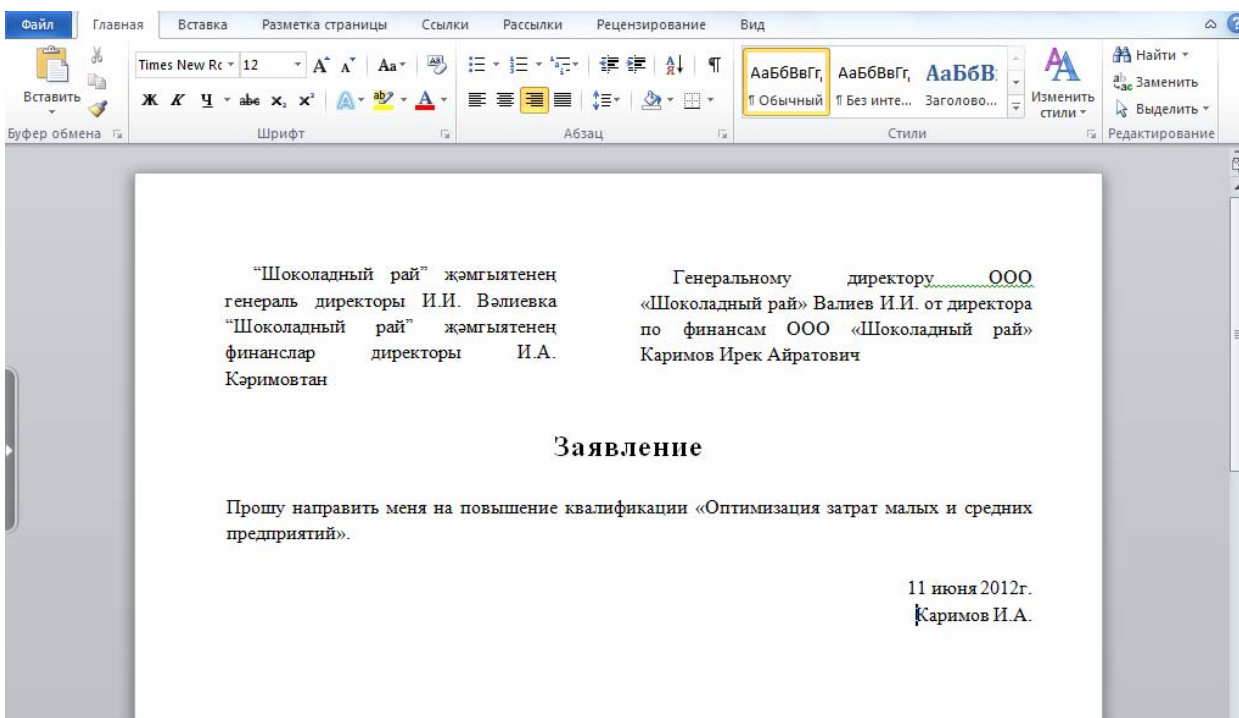 Файл Главная Вставка Разметка страницы Ссылки Рассылки Рецензирование Вид
Вставить
Буфер обмена
Times New Rc 12
Ж К Ч abe x₂ x²
Шрифт
Абзац
АаБбВвГг, АаБбВвГг, АаБбВ
¶ Обычный ¶ Без инте... Заголово...
Изменить стили
Стили
Найти
Заменить
Выделить
Редактирование
“Шоколадный рай” җәмгыятенең
генераль директоры И.И. Вәлиевка
“Шоколадный рай” җәмгыятенең
финанслар директоры И.А.
Кәримовтан
Генеральному директору ООО
«Шоколадный рай» Валиев И.И. от директора
по финансам ООО «Шоколадный рай»
Каримов Ирек Айратович
Заявление
Прошу направить меня на повышение квалификации «Оптимизация затрат малых и средних
предприятий».
11 июня 2012г.
Каримов И.А.